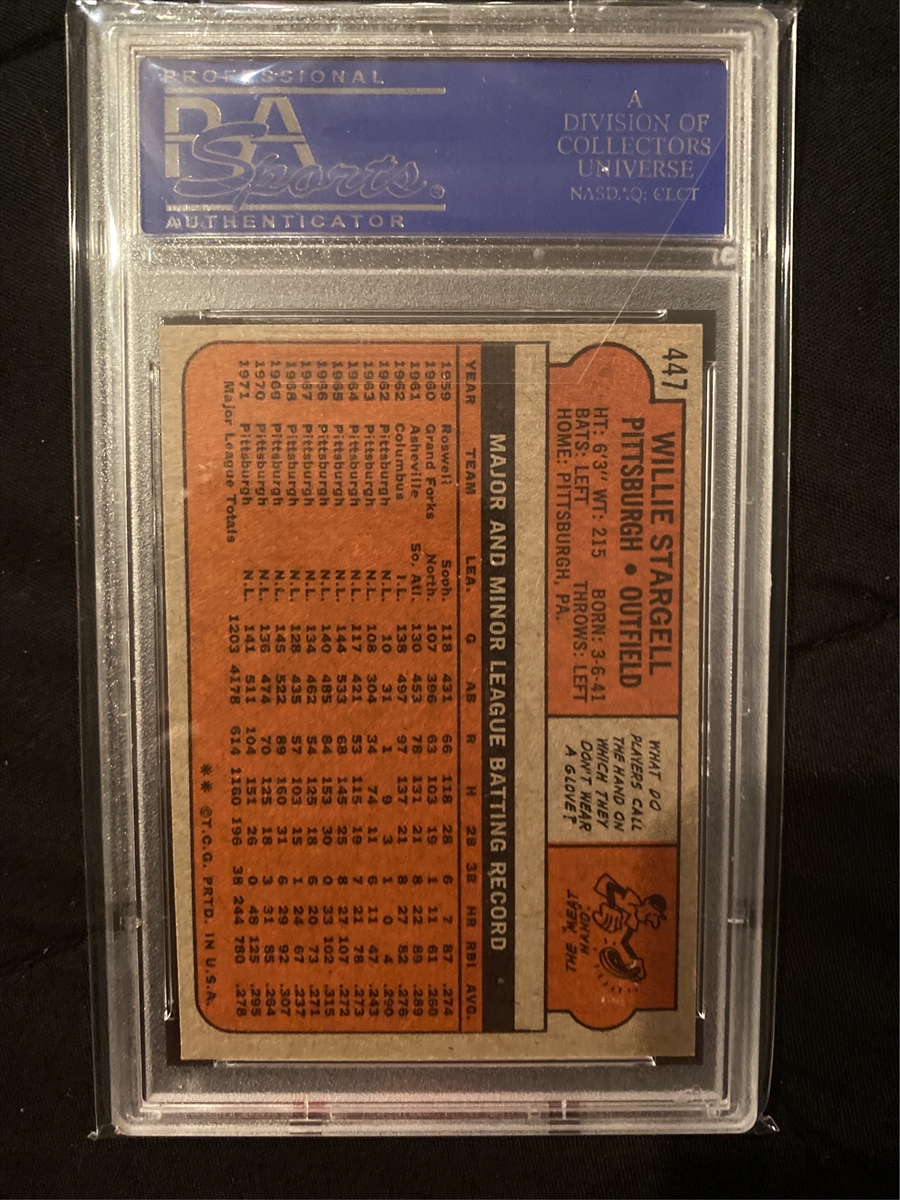 PROFESSIONAL
PSA
Sports
AUTHENTICATOR
A
DIVISION OF
COLLECTORS
UNIVERSE
NASDAQ: CLCT
447
WILLIE STARGELL
PITTSBURGH • OUTFIELD
HT: 6'3" WT: 215 BORN: 3-6-41
BATS: LEFT THROWS: LEFT
HOME: PITTSBURGH, PA.
WHAT DO
PLAYERS CALL
THE HAND ON
WHICH THEY
DON'T WEAR
A GLOVE?
THE "MEAT
HAND."
MAJOR AND MINOR LEAGUE BATTING RECORD
YEAR TEAM LEA. G AB R H 2B 3B HR RBI AVG.
1959 Roswell Soph. 118 431 66 118 28 6 7 87 .274
1960 Grand Forks North. 107 396 63 103 19 1 11 61 .260
1961 Asheville So. Atl. 130 453 78 131 21 8 22 89 .289
1962 Columbus I.L. 138 497 97 137 21 8 27 82 .276
1962 Pittsburgh N.L. 10 31 1 9 3 1 0 4 .290
1963 Pittsburgh N.L. 108 304 34 74 11 6 11 47 .243
1964 Pittsburgh N.L. 117 421 53 115 19 7 21 78 .273
1965 Pittsburgh N.L. 144 533 68 145 25 8 27 107 .272
1966 Pittsburgh N.L. 140 485 84 153 30 0 33 102 .315
1967 Pittsburgh N.L. 134 462 54 125 18 6 20 73 .271
1968 Pittsburgh N.L. 128 435 57 103 15 1 24 67 .237
1969 Pittsburgh N.L. 145 522 89 160 31 6 29 92 .307
1970 Pittsburgh N.L. 136 474 70 125 18 3 31 85 .264
1971 Pittsburgh N.L. 141 511 104 151 26 0 48 125 .295
Major League Totals 1203 4178 614 1160 196 38 244 780 .278
** ©T.C.G. PRTD. IN U.S.A.